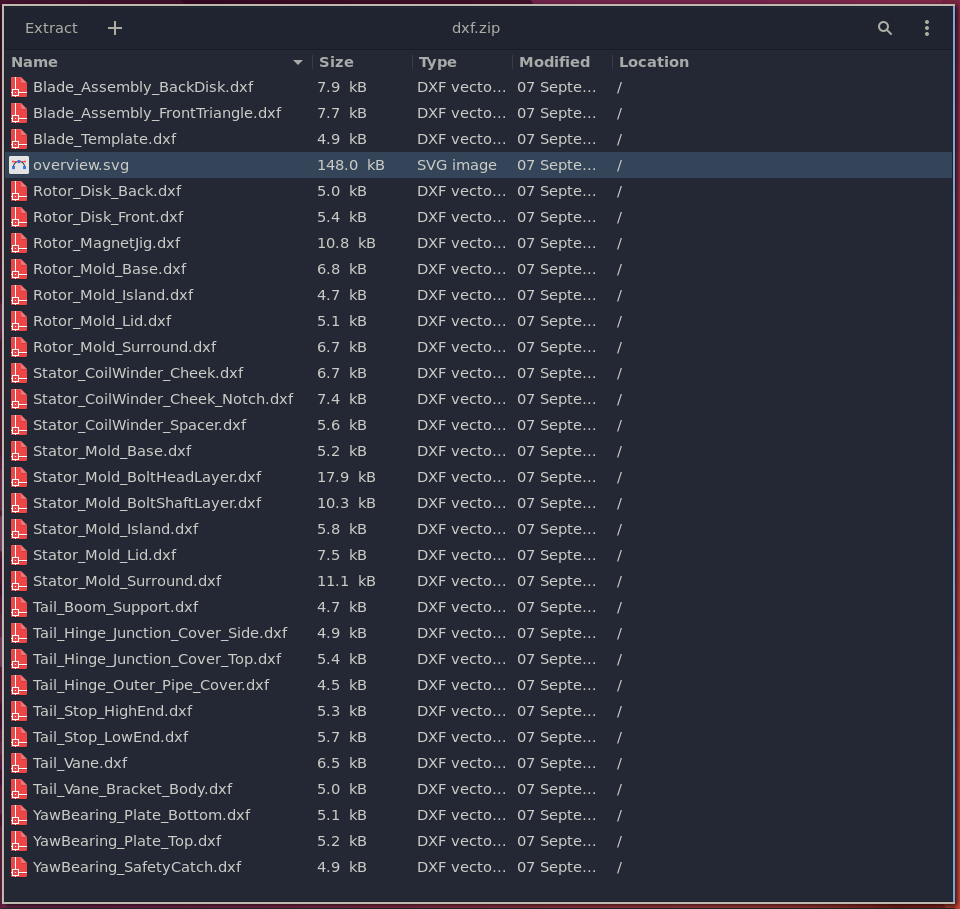 Extract dxf.zip
Name Size Type Modified Location
Blade_Assembly_BackDisk.dxf 7.9 kB DXF vecto... 07 Septe... /
Blade_Assembly_FrontTriangle.dxf 7.7 kB DXF vecto... 07 Septe... /
Blade_Template.dxf 4.9 kB DXF vecto... 07 Septe... /
overview.svg 148.0 kB SVG image 07 Septe... /
Rotor_Disk_Back.dxf 5.0 kB DXF vecto... 07 Septe... /
Rotor_Disk_Front.dxf 5.4 kB DXF vecto... 07 Septe... /
Rotor_MagnetJig.dxf 10.8 kB DXF vecto... 07 Septe... /
Rotor_Mold_Base.dxf 6.8 kB DXF vecto... 07 Septe... /
Rotor_Mold_Island.dxf 4.7 kB DXF vecto... 07 Septe... /
Rotor_Mold_Lid.dxf 5.1 kB DXF vecto... 07 Septe... /
Rotor_Mold_Surround.dxf 6.7 kB DXF vecto... 07 Septe... /
Stator_CoilWinder_Cheek.dxf 6.7 kB DXF vecto... 07 Septe... /
Stator_CoilWinder_Cheek_Notch.dxf 7.4 kB DXF vecto... 07 Septe... /
Stator_CoilWinder_Spacer.dxf 5.6 kB DXF vecto... 07 Septe... /
Stator_Mold_Base.dxf 5.2 kB DXF vecto... 07 Septe... /
Stator_Mold_BoltHeadLayer.dxf 17.9 kB DXF vecto... 07 Septe... /
Stator_Mold_BoltShaftLayer.dxf 10.3 kB DXF vecto... 07 Septe... /
Stator_Mold_Island.dxf 5.8 kB DXF vecto... 07 Septe... /
Stator_Mold_Lid.dxf 7.5 kB DXF vecto... 07 Septe... /
Stator_Mold_Surround.dxf 11.1 kB DXF vecto... 07 Septe... /
Tail_Boom_Support.dxf 4.7 kB DXF vecto... 07 Septe... /
Tail_Hinge_Junction_Cover_Side.dxf 4.9 kB DXF vecto... 07 Septe... /
Tail_Hinge_Junction_Cover_Top.dxf 5.4 kB DXF vecto... 07 Septe... /
Tail_Hinge_Outer_Pipe_Cover.dxf 4.5 kB DXF vecto... 07 Septe... /
Tail_Stop_HighEnd.dxf 5.3 kB DXF vecto... 07 Septe... /
Tail_Stop_LowEnd.dxf 5.7 kB DXF vecto... 07 Septe... /
Tail_Vane.dxf 6.5 kB DXF vecto... 07 Septe... /
Tail_Vane_Bracket_Body.dxf 5.0 kB DXF vecto... 07 Septe... /
YawBearing_Plate_Bottom.dxf 5.1 kB DXF vecto... 07 Septe... /
YawBearing_Plate_Top.dxf 5.2 kB DXF vecto... 07 Septe... /
YawBearing_SafetyCatch.dxf 4.9 kB DXF vecto... 07 Septe... /